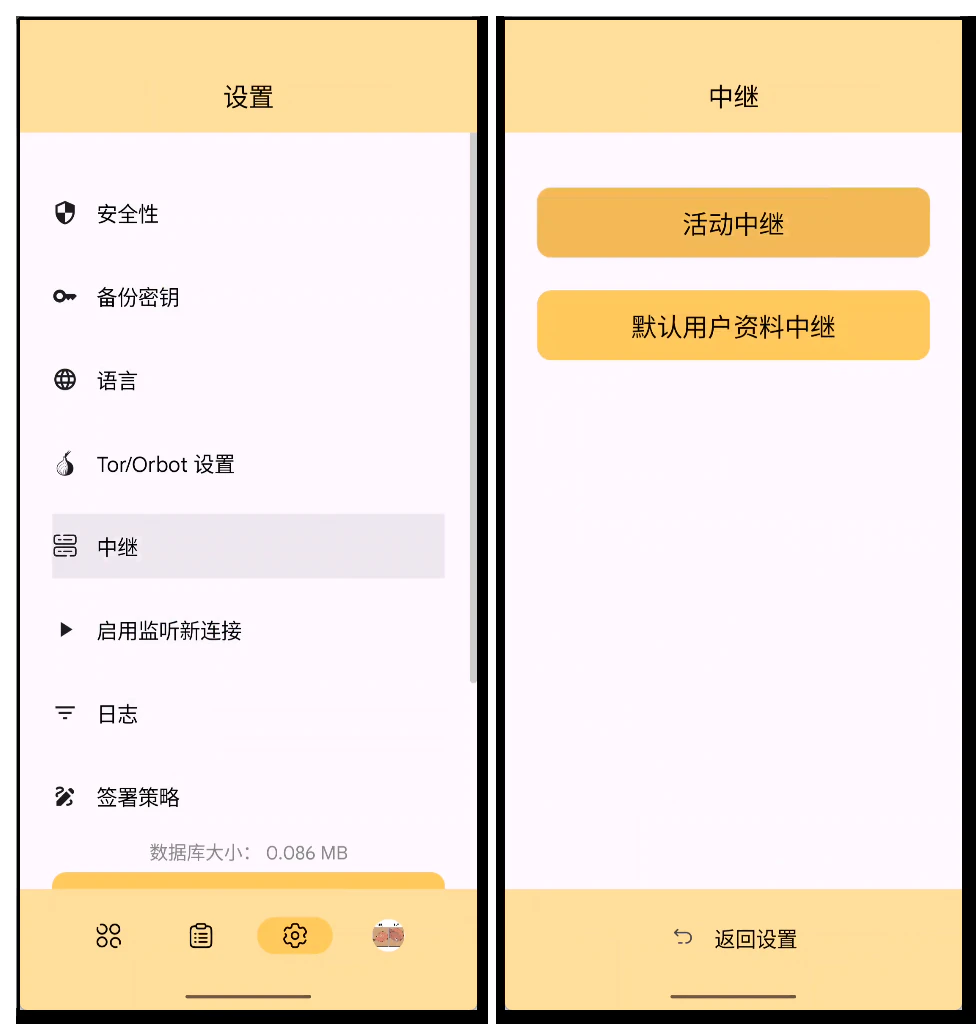 设置
安全性
备份密钥
语言
Tor/Orbot 设置
中继
启用监听新连接
日志
签署策略
数据库大小： 0.086 MB
中继
活动中继
默认用户资料中继
返回设置